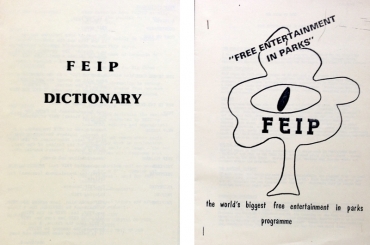 FEIP
DICTIONARY
"FREE ENTERTAINMENT
IN PARKS"
FEIP
the world's biggest free entertainment in parks
programme